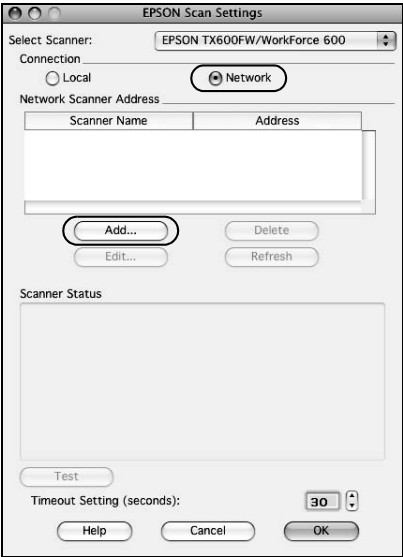 EPSON Scan Settings
Select Scanner: EPSON TX600FW/WorkForce 600
Connection
Local Network
Network Scanner Address
Scanner Name Address
Add... Delete
Edit... Refresh
Scanner Status
Test
Timeout Setting (seconds): 30
Help Cancel OK